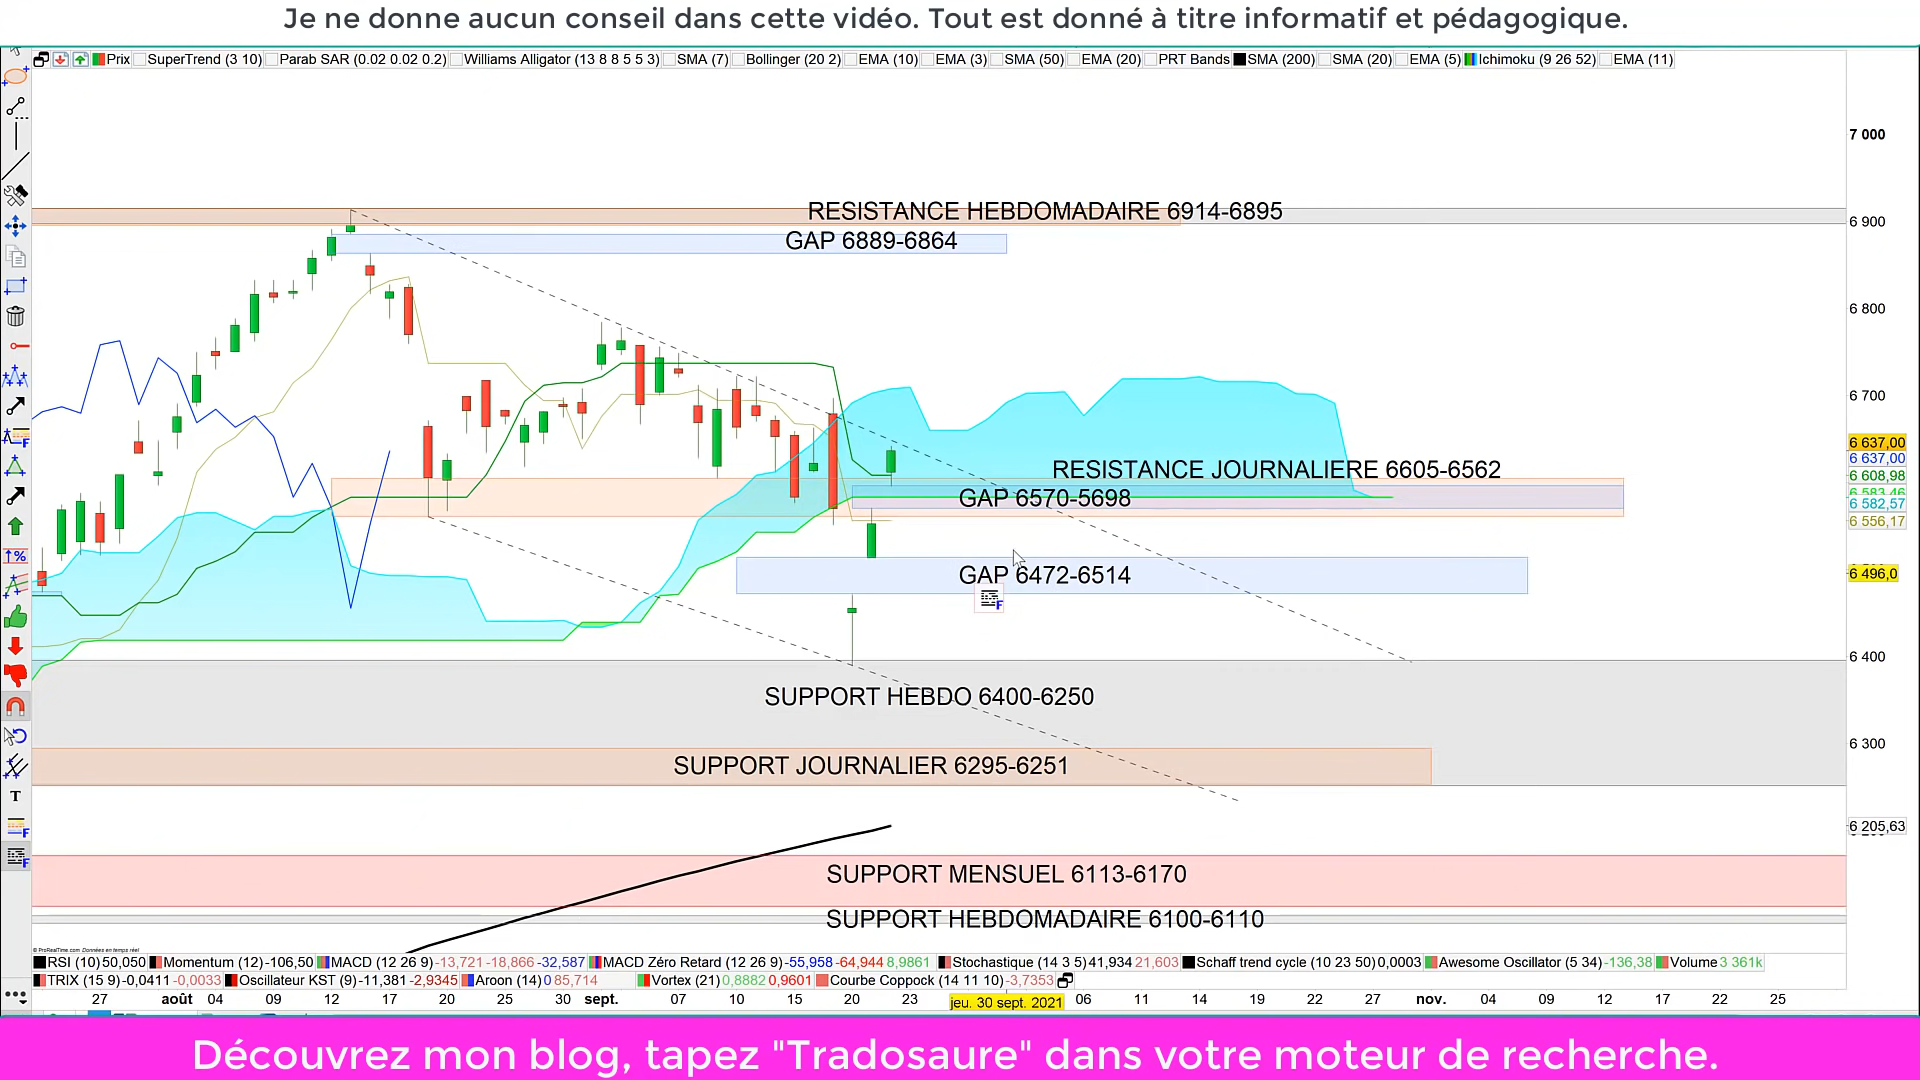 Je ne donne aucun conseil dans cette vidéo. Tout est donné à titre informatif et pédagogique.
Prix SuperTrend (3 10) Parab SAR (0.02 0.02 0.2) Williams Alligator (13 8 8 5 5 3) SMA (7) Bollinger (20 2) EMA (10) EMA (3) SMA (50) EMA (20) PRT Bands SMA (200) SMA (20) EMA (5) Ichimoku (9 26 52) EMA (11)
7 000
RESISTANCE HEBDOMADAIRE 6914-6895
6 900
GAP 6889-6864
6 800
6 700
6 637,00
6 637,00
RESISTANCE JOURNALIERE 6605-6562
6 608,98
6 583,46
GAP 6570-5698
6 582,57
6 556,17
GAP 6472-6514
6 496,0
6 400
SUPPORT HEBDO 6400-6250
6 300
SUPPORT JOURNALIER 6295-6251
6 205,63
SUPPORT MENSUEL 6113-6170
SUPPORT HEBDOMADAIRE 6100-6110
© ProRealTime.com Données en temps réel
RSI (10) 50,050 Momentum (12) -106,50 MACD (12 26 9) -13,721 -18,866 -32,587 MACD Zéro Retard (12 26 9) -55,958 -64,944 8,9861 Stochastique (14 3 5) 41,934 21,603 Schaff trend cycle (10 23 50) 0,0003 Awesome Oscillator (5 34) -136,38 Volume 3 361k
TRIX (15 9) -0,0411 -0,0033 Oscillateur KST (9) -11,381 -2,9345 Aroon (14) 0 85,714 Vortex (21) 0,8882 0,9601 Courbe Coppock (14 11 10) -3,7353
27 août 04 09 12 17 20 25 30 sept. 07 10 15 20 23 jeu. 30 sept. 2021 06 11 14 19 22 27 nov. 04 09 12 17 22 25
Découvrez mon blog, tapez "Tradosaure" dans votre moteur de recherche.